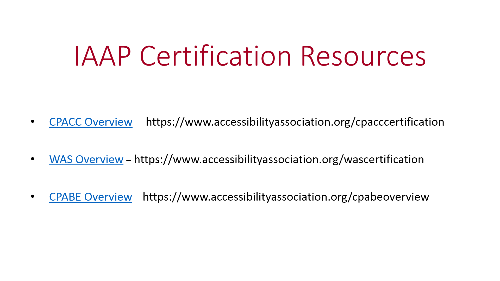 IAAP Certification Resources
• CPACC Overview https://www.accessibilityassociation.org/cpacccertification
• WAS Overview – https://www.accessibilityassociation.org/wascertification
• CPABE Overview https://www.accessibilityassociation.org/cpabeoverview